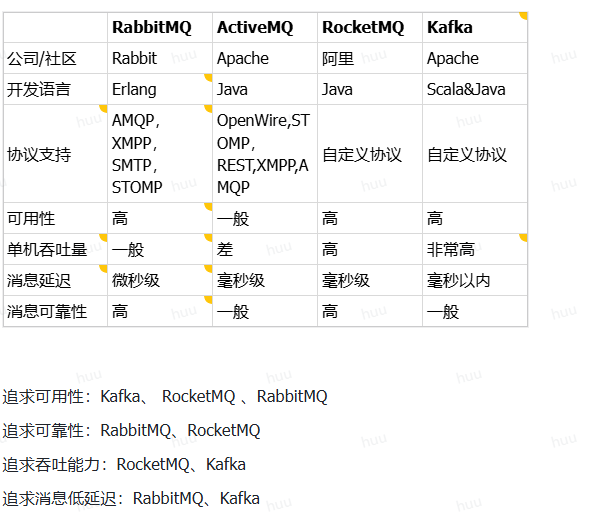 RabbitMQ ActiveMQ RocketMQ Kafka
公司/社区 Rabbit Apache 阿里 Apache
开发语言 Erlang Java Java Scala&Java
协议支持 AMQP, XMPP, SMTP, STOMP OpenWire,STOMP, REST,XMPP,AMQP 自定义协议 自定义协议
可用性 高 一般 高 高
单机吞吐量 一般 差 高 非常高
消息延迟 微秒级 毫秒级 毫秒级 毫秒以内
消息可靠性 高 一般 高 一般
追求可用性：Kafka、 RocketMQ 、RabbitMQ
追求可靠性：RabbitMQ、RocketMQ
追求吞吐能力：RocketMQ、Kafka
追求消息低延迟：RabbitMQ、Kafka
huu